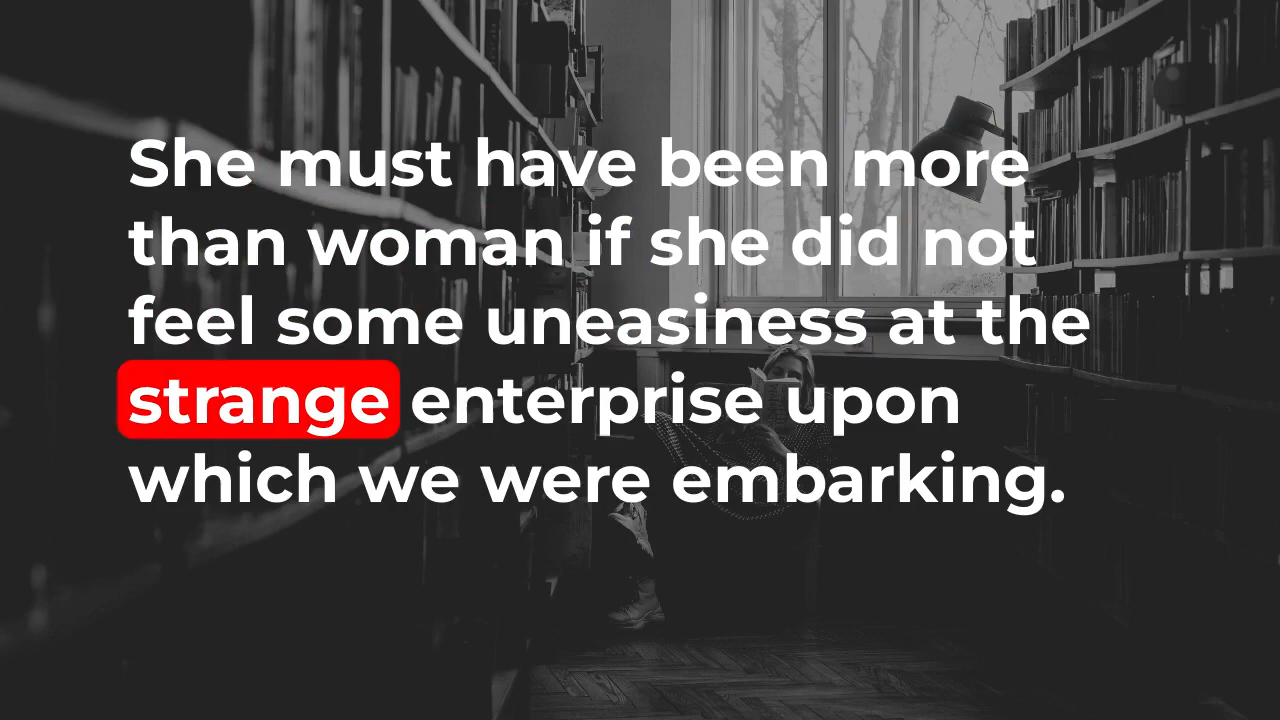 She must have been more
than woman if she did not
feel some uneasiness at the
strange enterprise upon
which we were embarking.